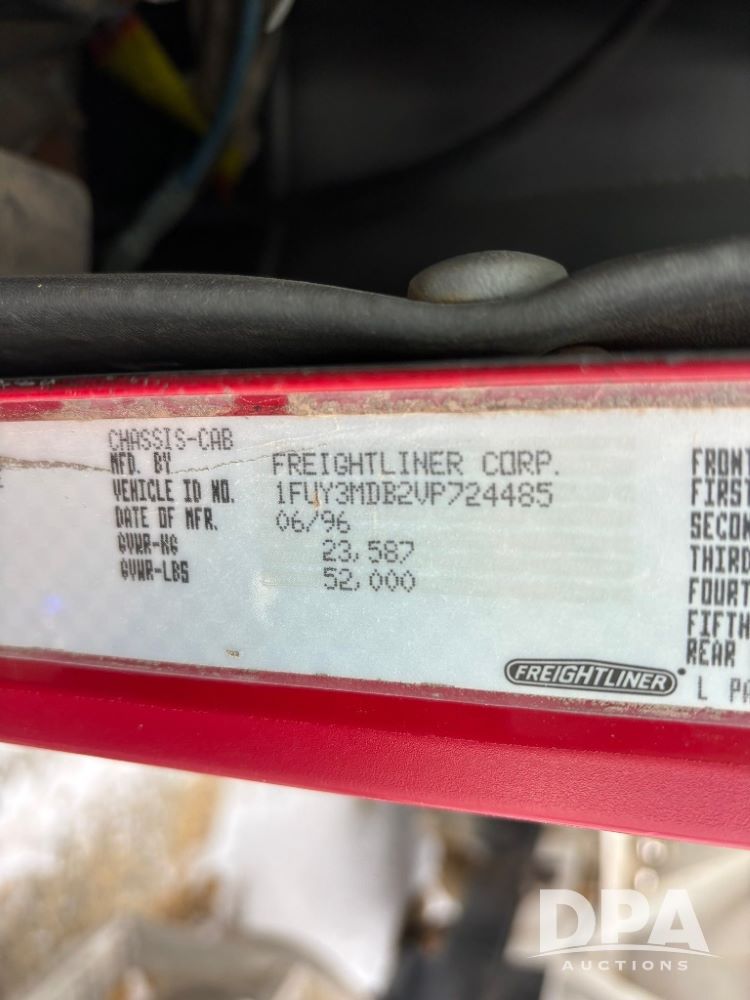 CHASSIS-CAB
MFD. BY FREIGHTLINER CORP.
VEHICLE ID NO. 1FUY3MDB2VP724485
DATE OF MFR. 06/96
GVWR-KG 23,587
GVWR-LBS 52,000
FRONT
FIRST
SECON
THIRD
FOURT
FIFTH
REAR
FREIGHTLINER
L PA
DPA
AUCTIONS